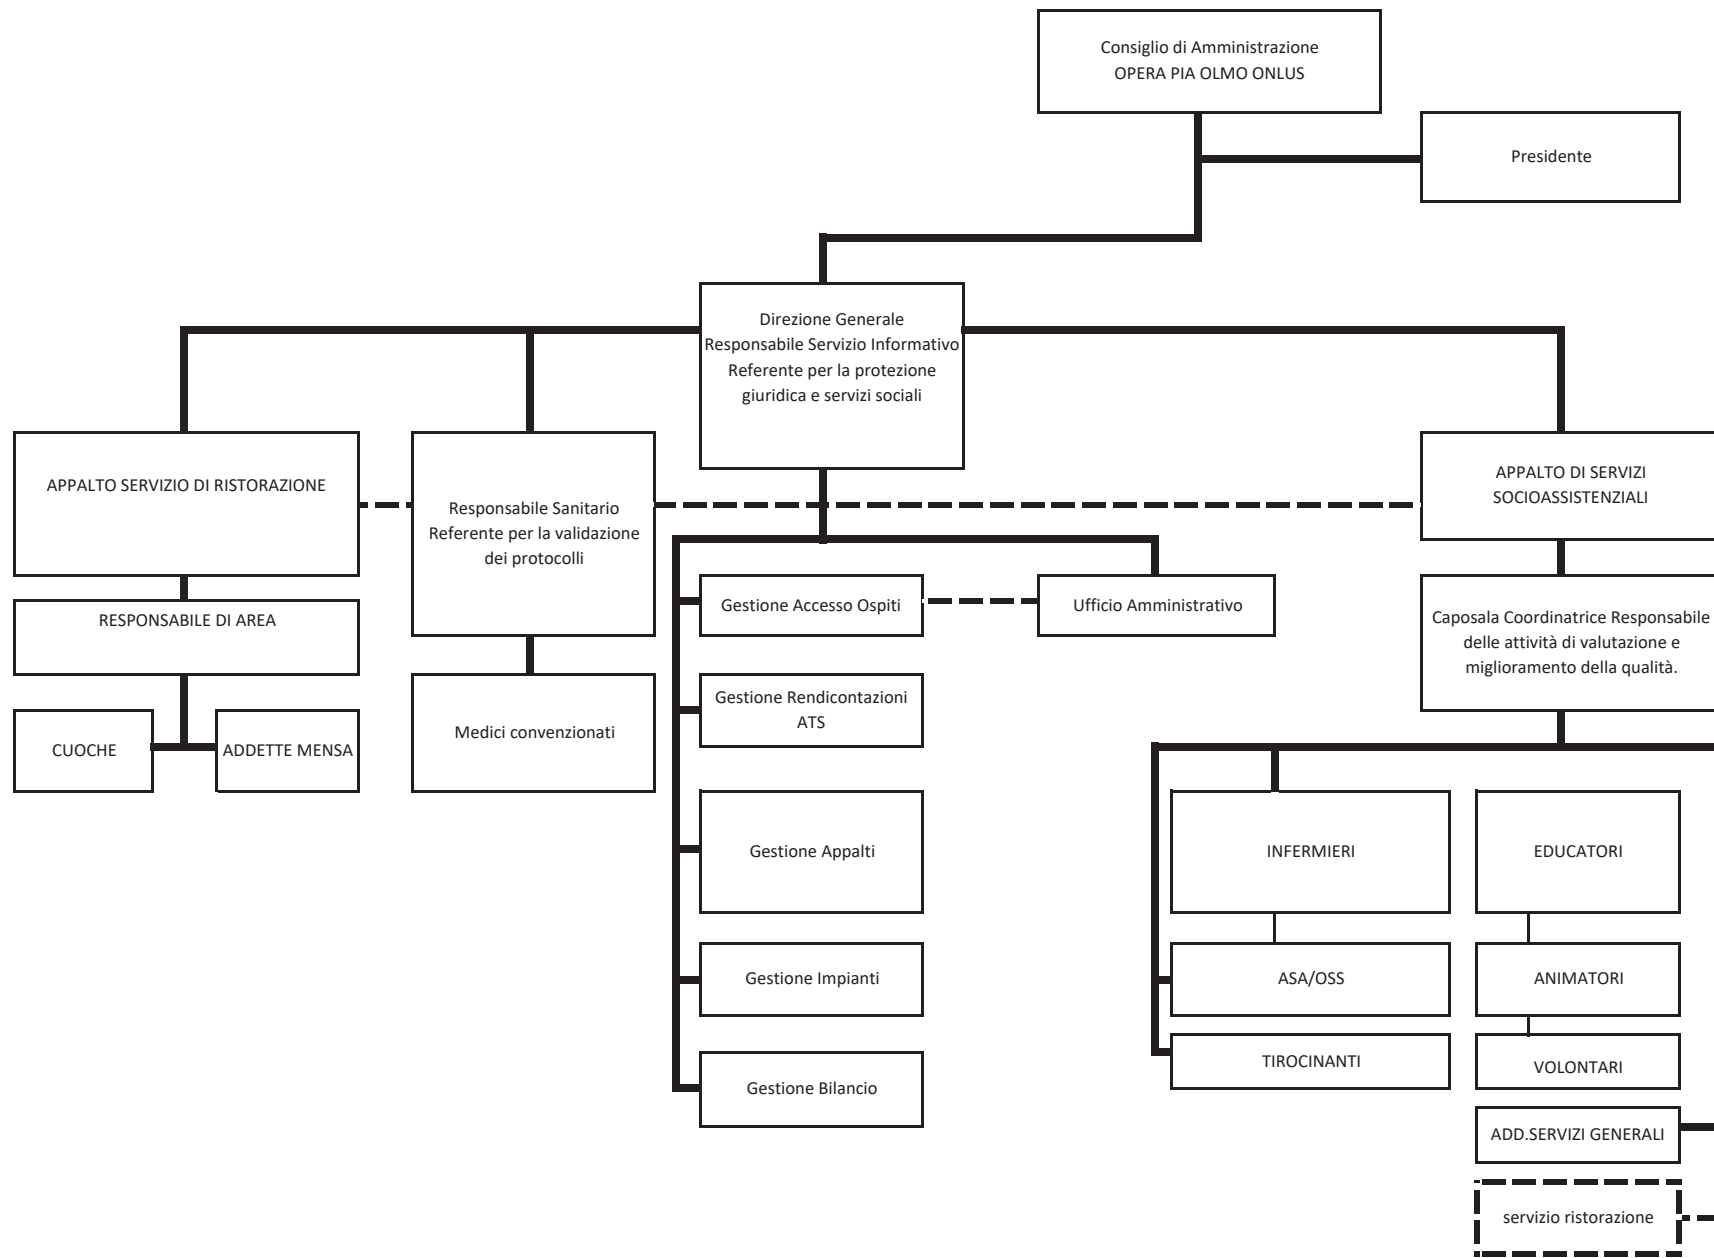 Consiglio di Amministrazione
OPERA PIA OLMO ONLUS
Presidente
Direzione Generale
Responsabile Servizio Informativo
Referente per la protezione
giuridica e servizi sociali
APPALTO SERVIZIO DI RISTORAZIONE
Responsabile Sanitario
Referente per la validazione
dei protocolli
APPALTO DI SERVIZI
SOCIOASSISTENZIALI
RESPONSABILE DI AREA
Gestione Accesso Ospiti
Ufficio Amministrativo
Caposala Coordinatrice Responsabile
delle attività di valutazione e
miglioramento della qualità.
CUOCHE
ADDETTE MENSA
Medici convenzionati
Gestione Rendicontazioni
ATS
Gestione Appalti
INFERMIERI
EDUCATORI
Gestione Impianti
ASA/OSS
ANIMATORI
Gestione Bilancio
TIROCINANTI
VOLONTARI
ADD.SERVIZI GENERALI
servizio ristorazione